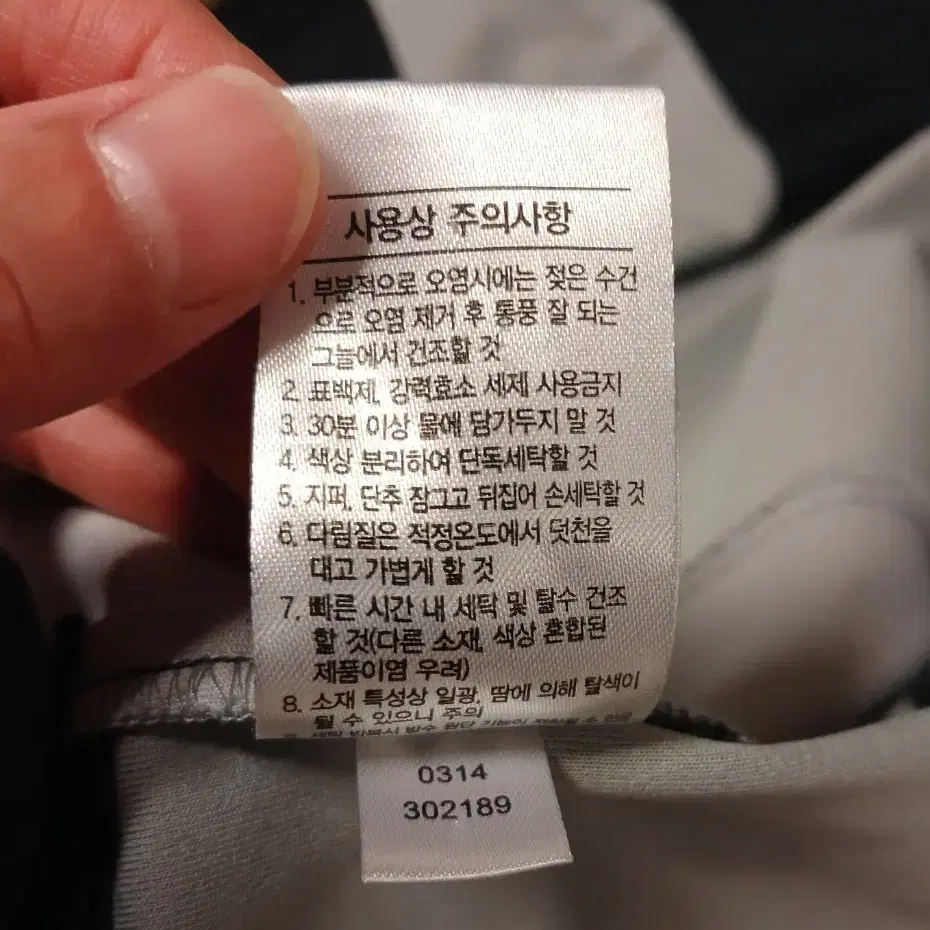 사용상 주의사항
1. 부분적으로 오염시에는 젖은 수건
으로 오염 제거 후 통풍 잘 되는
그늘에서 건조할 것
2. 표백제, 강력효소 세제 사용금지
3. 30분 이상 물에 담가두지 말 것
4. 색상 분리하여 단독세탁할 것
5. 지퍼, 단추 잠그고 뒤집어 손세탁할 것
6. 다림질은 적정온도에서 덧천을
대고 가볍게 할 것
7. 빠른 시간 내 세탁 및 탈수 건조
할 것(다른 소재, 색상 혼합된
제품이염 우려)
8. 소재 특성상 일광, 땀에 의해 탈색이
될 수 있으니 주의
0314
302189